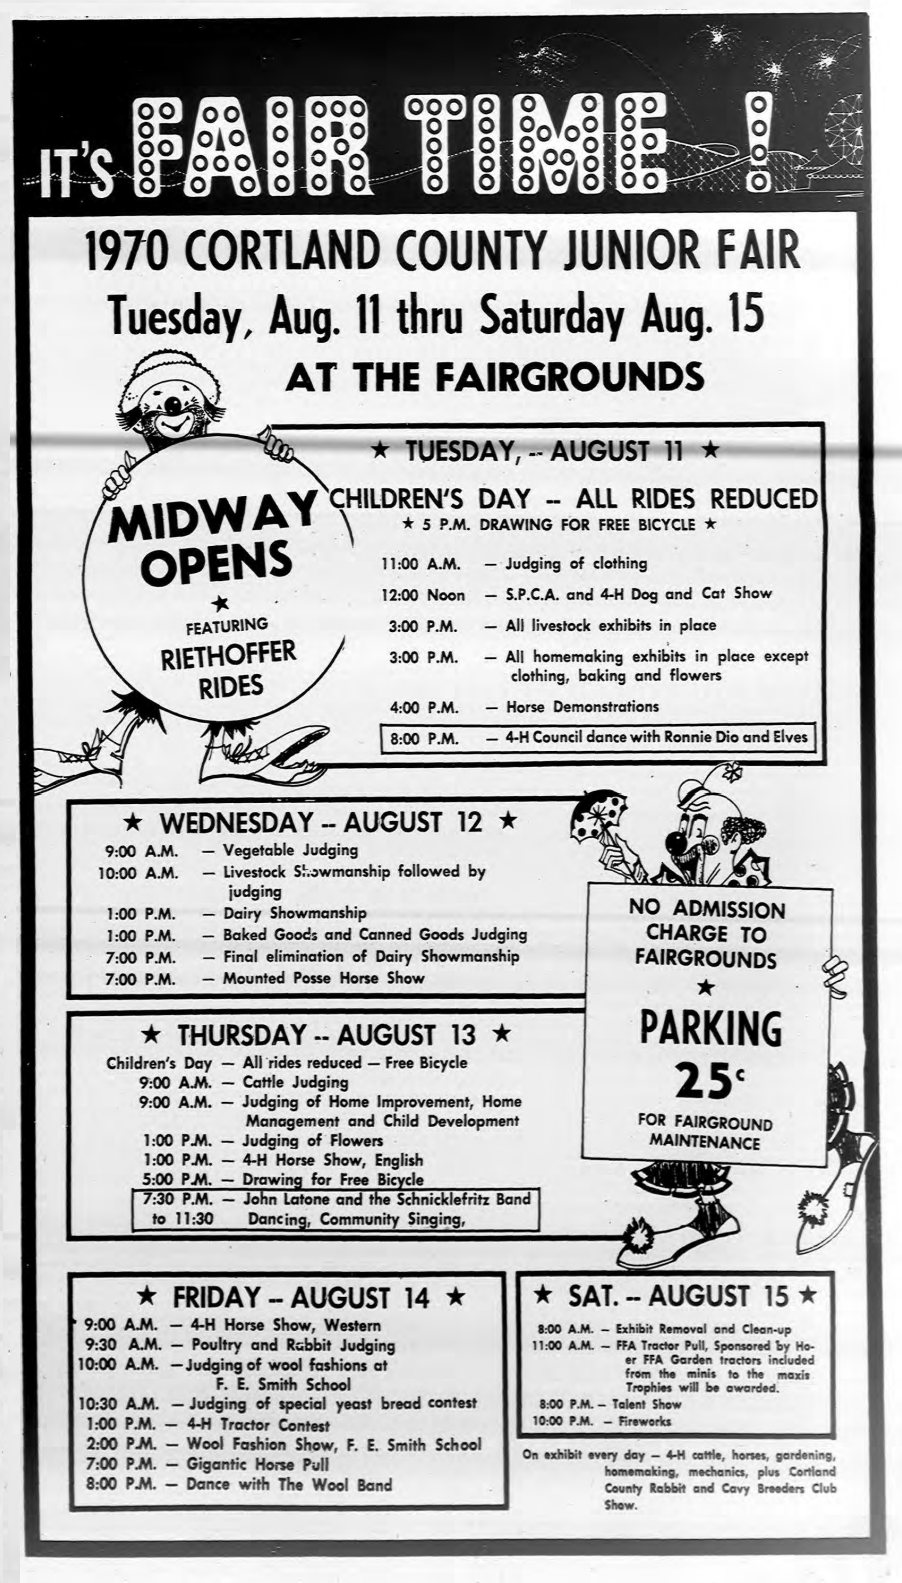 IT'S FAIR TIME !
1970 CORTLAND COUNTY JUNIOR FAIR
Tuesday, Aug. 11 thru Saturday Aug. 15
AT THE FAIRGROUNDS
MIDWAY
OPENS
★
FEATURING
RIETHOFFER
RIDES
★ TUESDAY, -- AUGUST 11 ★
CHILDREN'S DAY -- ALL RIDES REDUCED
★ 5 P.M. DRAWING FOR FREE BICYCLE ★
11:00 A.M. — Judging of clothing
12:00 Noon — S.P.C.A. and 4-H Dog and Cat Show
3:00 P.M. — All livestock exhibits in place
3:00 P.M. — All homemaking exhibits in place except
clothing, baking and flowers
4:00 P.M. — Horse Demonstrations
8:00 P.M. — 4-H Council dance with Ronnie Dio and Elves
★ WEDNESDAY -- AUGUST 12 ★
9:00 A.M. — Vegetable Judging
10:00 A.M. — Livestock Showmanship followed by
judging
1:00 P.M. — Dairy Showmanship
1:00 P.M. — Baked Goods and Canned Goods Judging
7:00 P.M. — Final elimination of Dairy Showmanship
7:00 P.M. — Mounted Posse Horse Show
NO ADMISSION
CHARGE TO
FAIRGROUNDS
★
PARKING
25c
FOR FAIRGROUND
MAINTENANCE
★ THURSDAY -- AUGUST 13 ★
Children's Day — All rides reduced — Free Bicycle
9:00 A.M. — Cattle Judging
9:00 A.M. — Judging of Home Improvement, Home
Management and Child Development
1:00 P.M. — Judging of Flowers
1:00 P.M. — 4-H Horse Show, English
5:00 P.M. — Drawing for Free Bicycle
7:30 P.M. — John Latone and the Schnicklefritz Band
to 11:30 Dancing, Community Singing,
★ FRIDAY -- AUGUST 14 ★
9:00 A.M. — 4-H Horse Show, Western
9:30 A.M. — Poultry and Rabbit Judging
10:00 A.M. — Judging of wool fashions at
F. E. Smith School
10:30 A.M. — Judging of special yeast bread contest
1:00 P.M. — 4-H Tractor Contest
2:00 P.M. — Wool Fashion Show, F. E. Smith School
7:00 P.M. — Gigantic Horse Pull
8:00 P.M. — Dance with The Wool Band
★ SAT. -- AUGUST 15 ★
8:00 A.M. — Exhibit Removal and Clean-up
11:00 A.M. — FFA Tractor Pull, Sponsored by Ho-
er FFA Garden tractors included
from the minis to the maxis
Trophies will be awarded.
8:00 P.M. — Talent Show
10:00 P.M. — Fireworks
On exhibit every day — 4-H cattle, horses, gardening,
homemaking, mechanics, plus Cortland
County Rabbit and Cavy Breeders Club
Show.